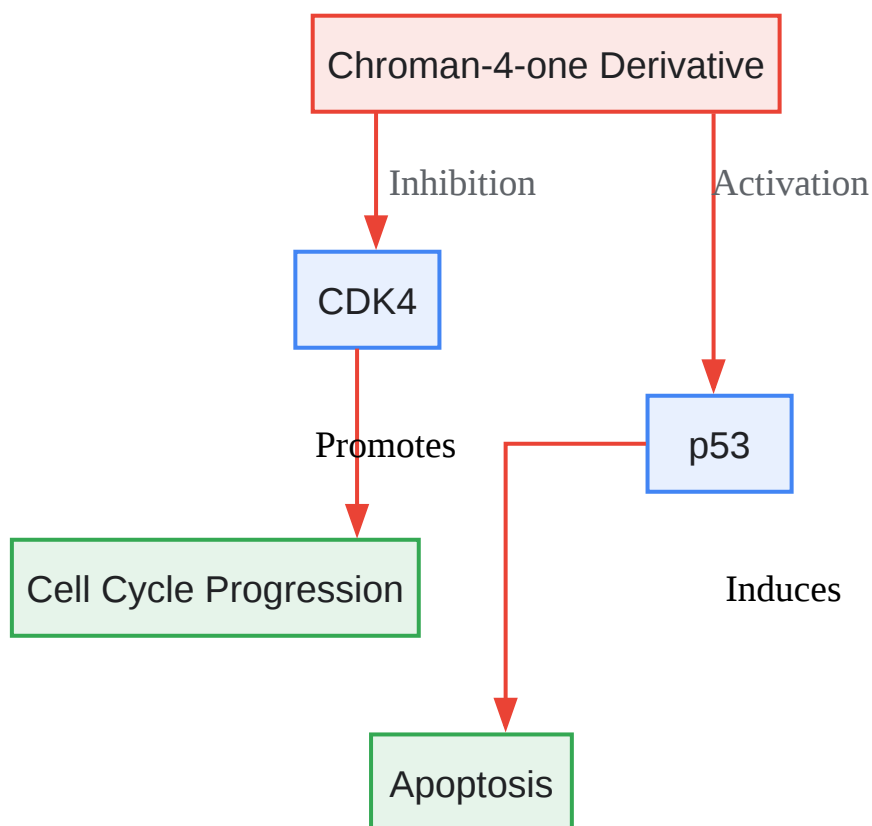 Chroman-4-one Derivative
Inhibition
Activation
CDK4
Promotes
p53
Cell Cycle Progression
Induces
Apoptosis